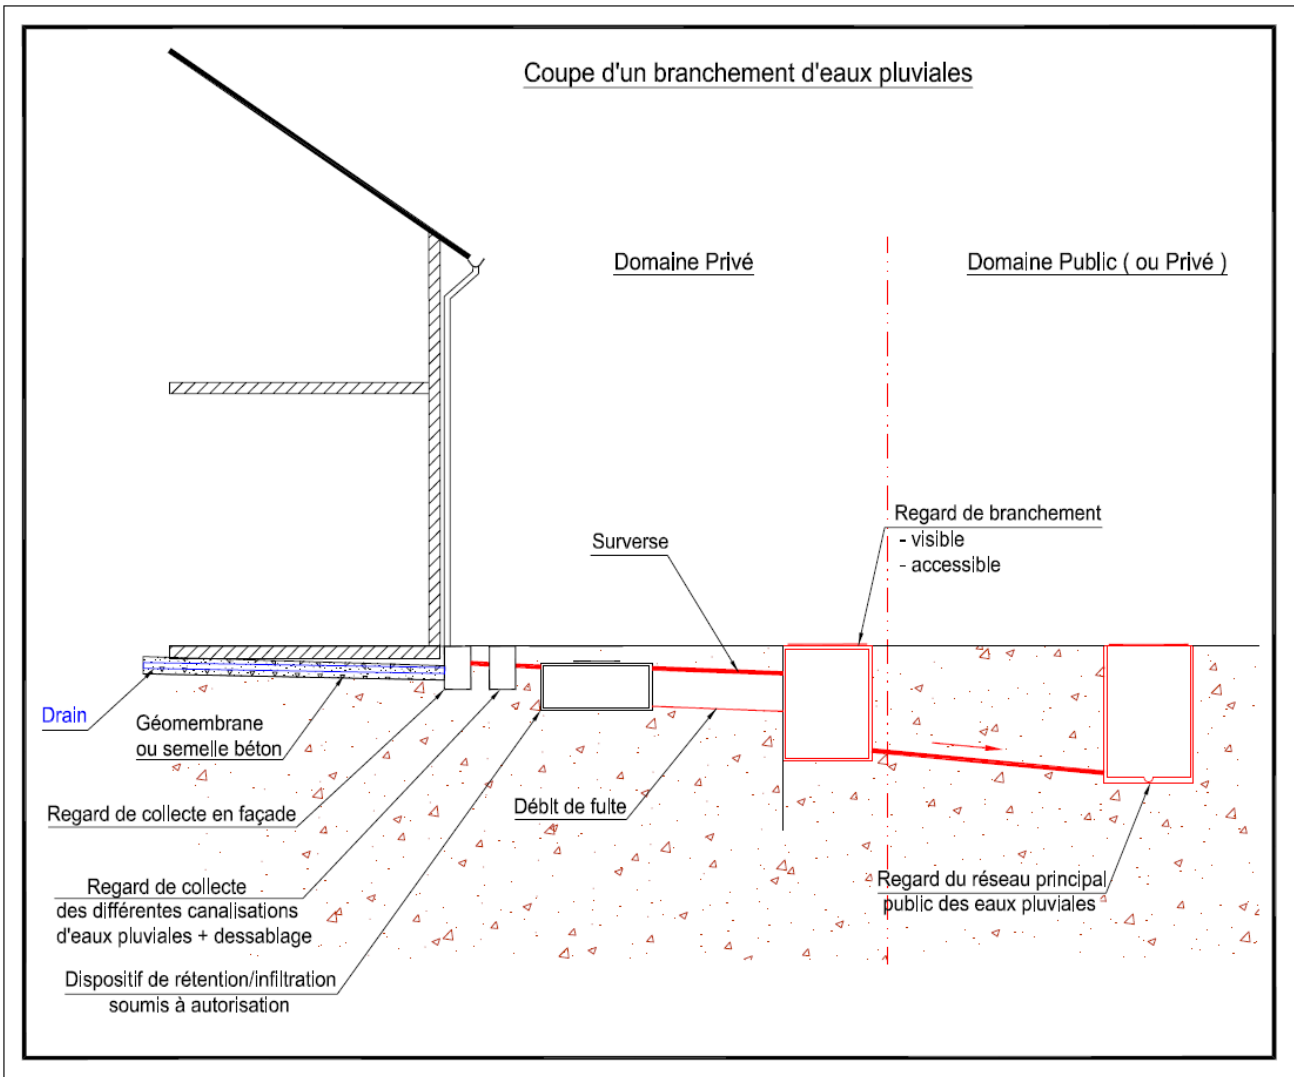 Coupe d'un branchement d'eaux pluviales
Domaine Privé
Domaine Public ( ou Privé )
Regard de branchement
- visible
- accessible
Surverse
Drain
Géomembrane
ou semelle béton
Regard de collecte en façade
Débit de fuite
Regard de collecte
des différentes canalisations
d'eaux pluviales + dessablage
Regard du réseau principal
public des eaux pluviales
Dispositif de rétention/infiltration
soumis à autorisation